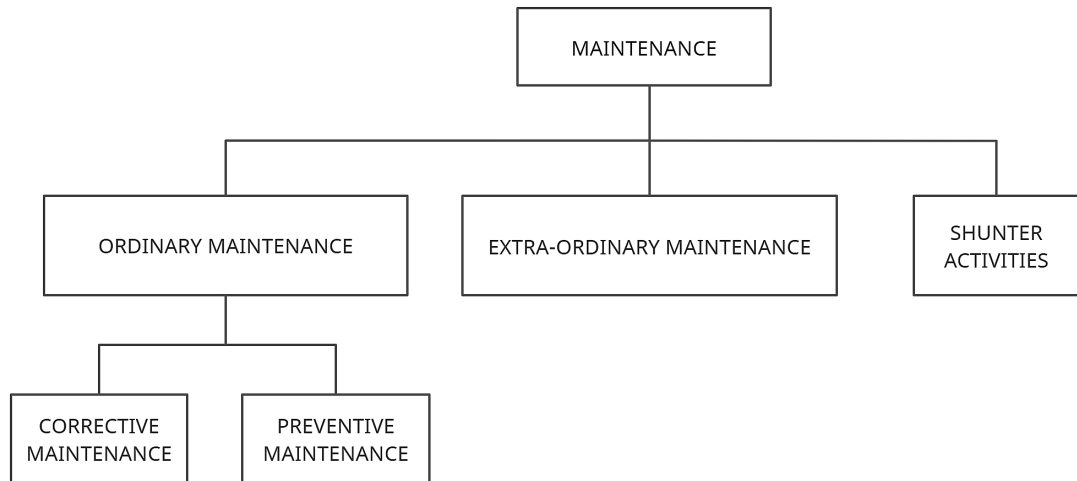 MAINTENANCE
ORDINARY MAINTENANCE
EXTRA-ORDINARY MAINTENANCE
SHUNTER
ACTIVITIES
CORRECTIVE
MAINTENANCE
PREVENTIVE
MAINTENANCE